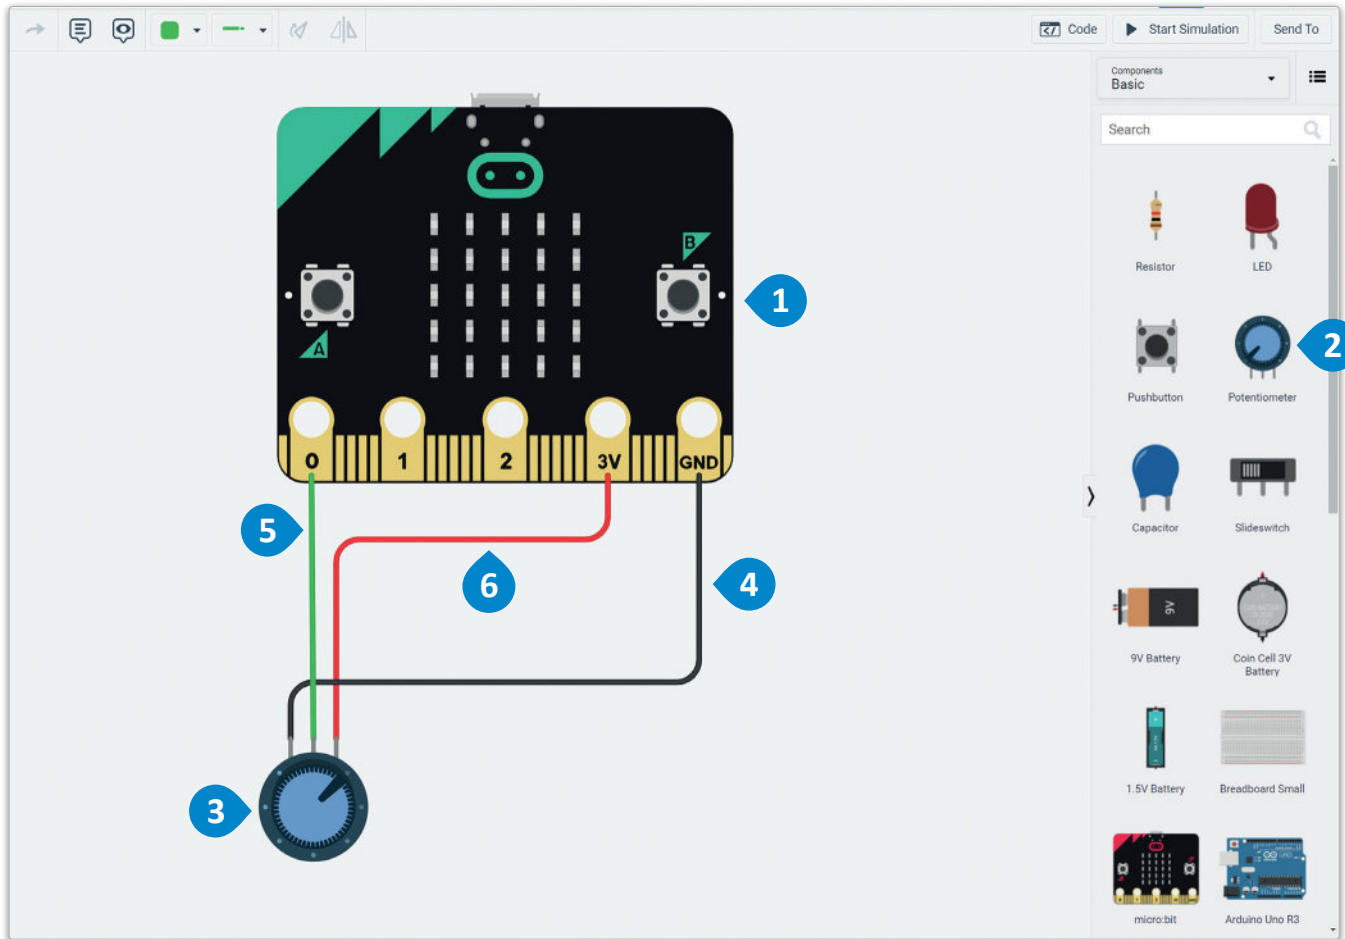 Code
Start Simulation
Send To
Components
Basic
Search
Resistor
LED
Pushbutton
Potentiometer
Capacitor
Slideswitch
9V
9V Battery
Coin Cell 3V
Battery
1.5V Battery
Breadboard Small
micro:bit
Arduino Uno R3
A
B
0
1
2
3V
GND
1
2
3
4
5
6